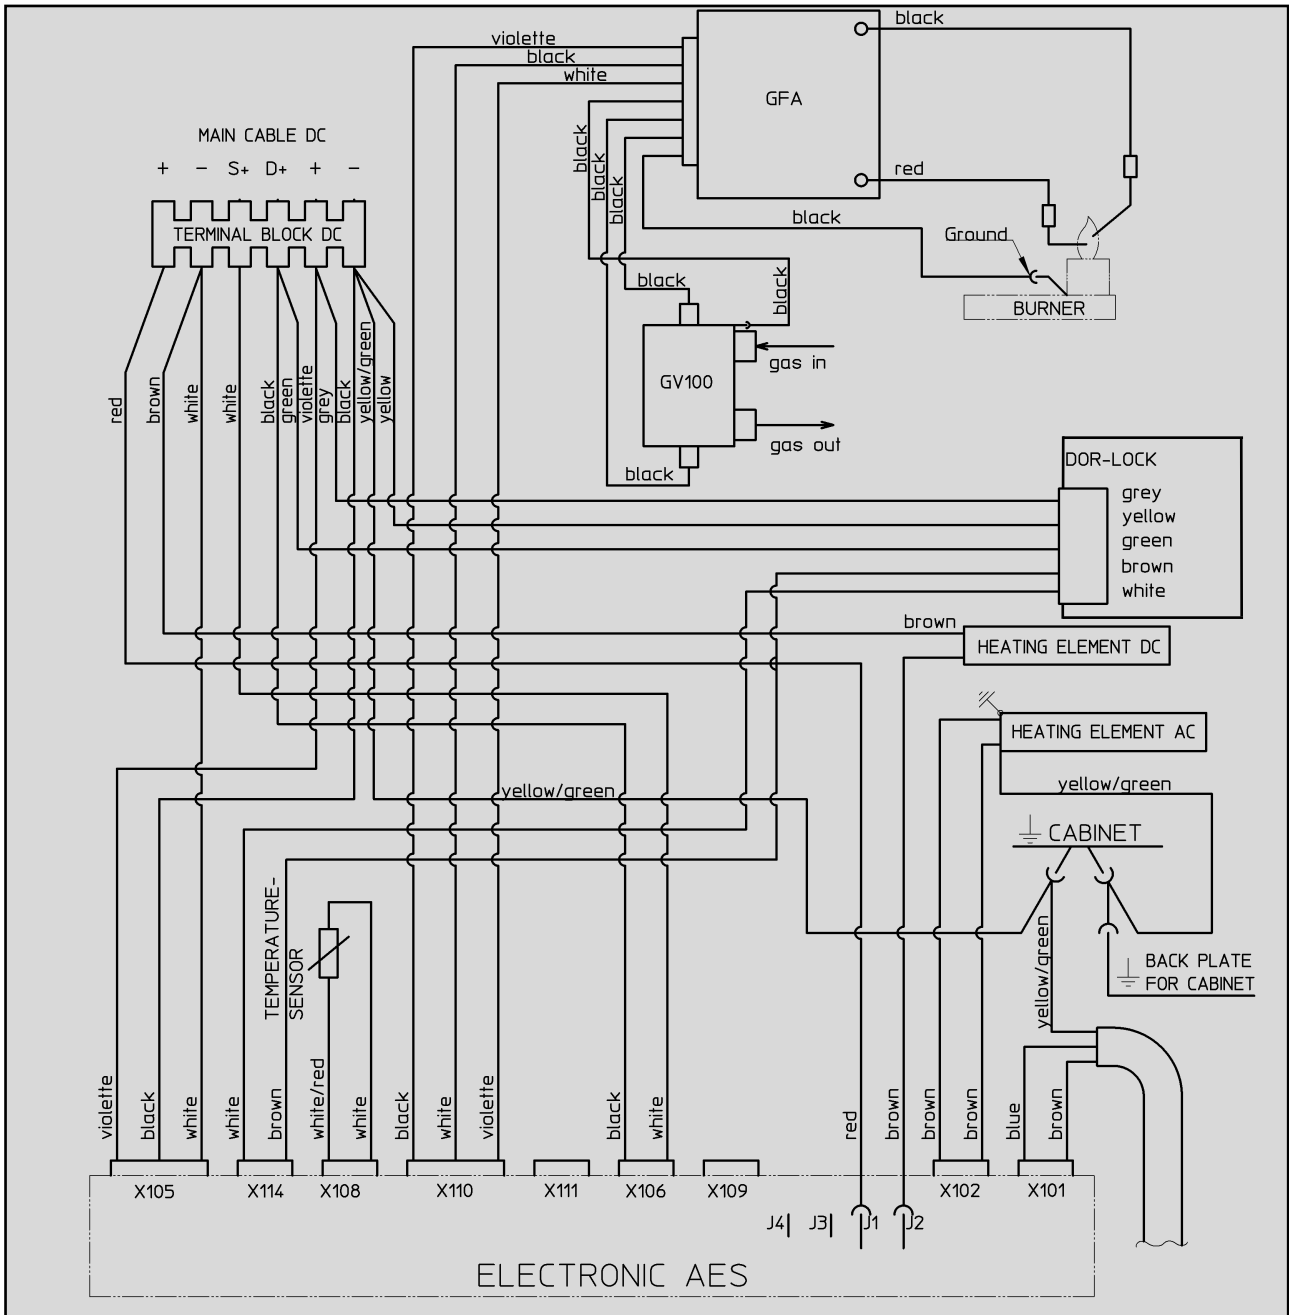 black
violette
black
white
GFA
MAIN CABLE DC
+ − S+ D+ + −
black
black
black
red
black
TERMINAL BLOCK DC
Ground
black
black
BURNER
gas in
GV100
gas out
black
red
brown
white
white
black
green
violette
grey
black
yellow/green
yellow
DOR-LOCK
grey
yellow
green
brown
white
brown
HEATING ELEMENT DC
HEATING ELEMENT AC
yellow/green
yellow/green
CABINET
TEMPERATURE-
SENSOR
yellow/green
BACK PLATE
FOR CABINET
violette
black
white
white
brown
white/red
white
black
white
violette
black
white
red
brown
brown
brown
blue
brown
X105 X114 X108 X110 X111 X106 X109 X102 X101
J4 J3 J1 J2
ELECTRONIC AES